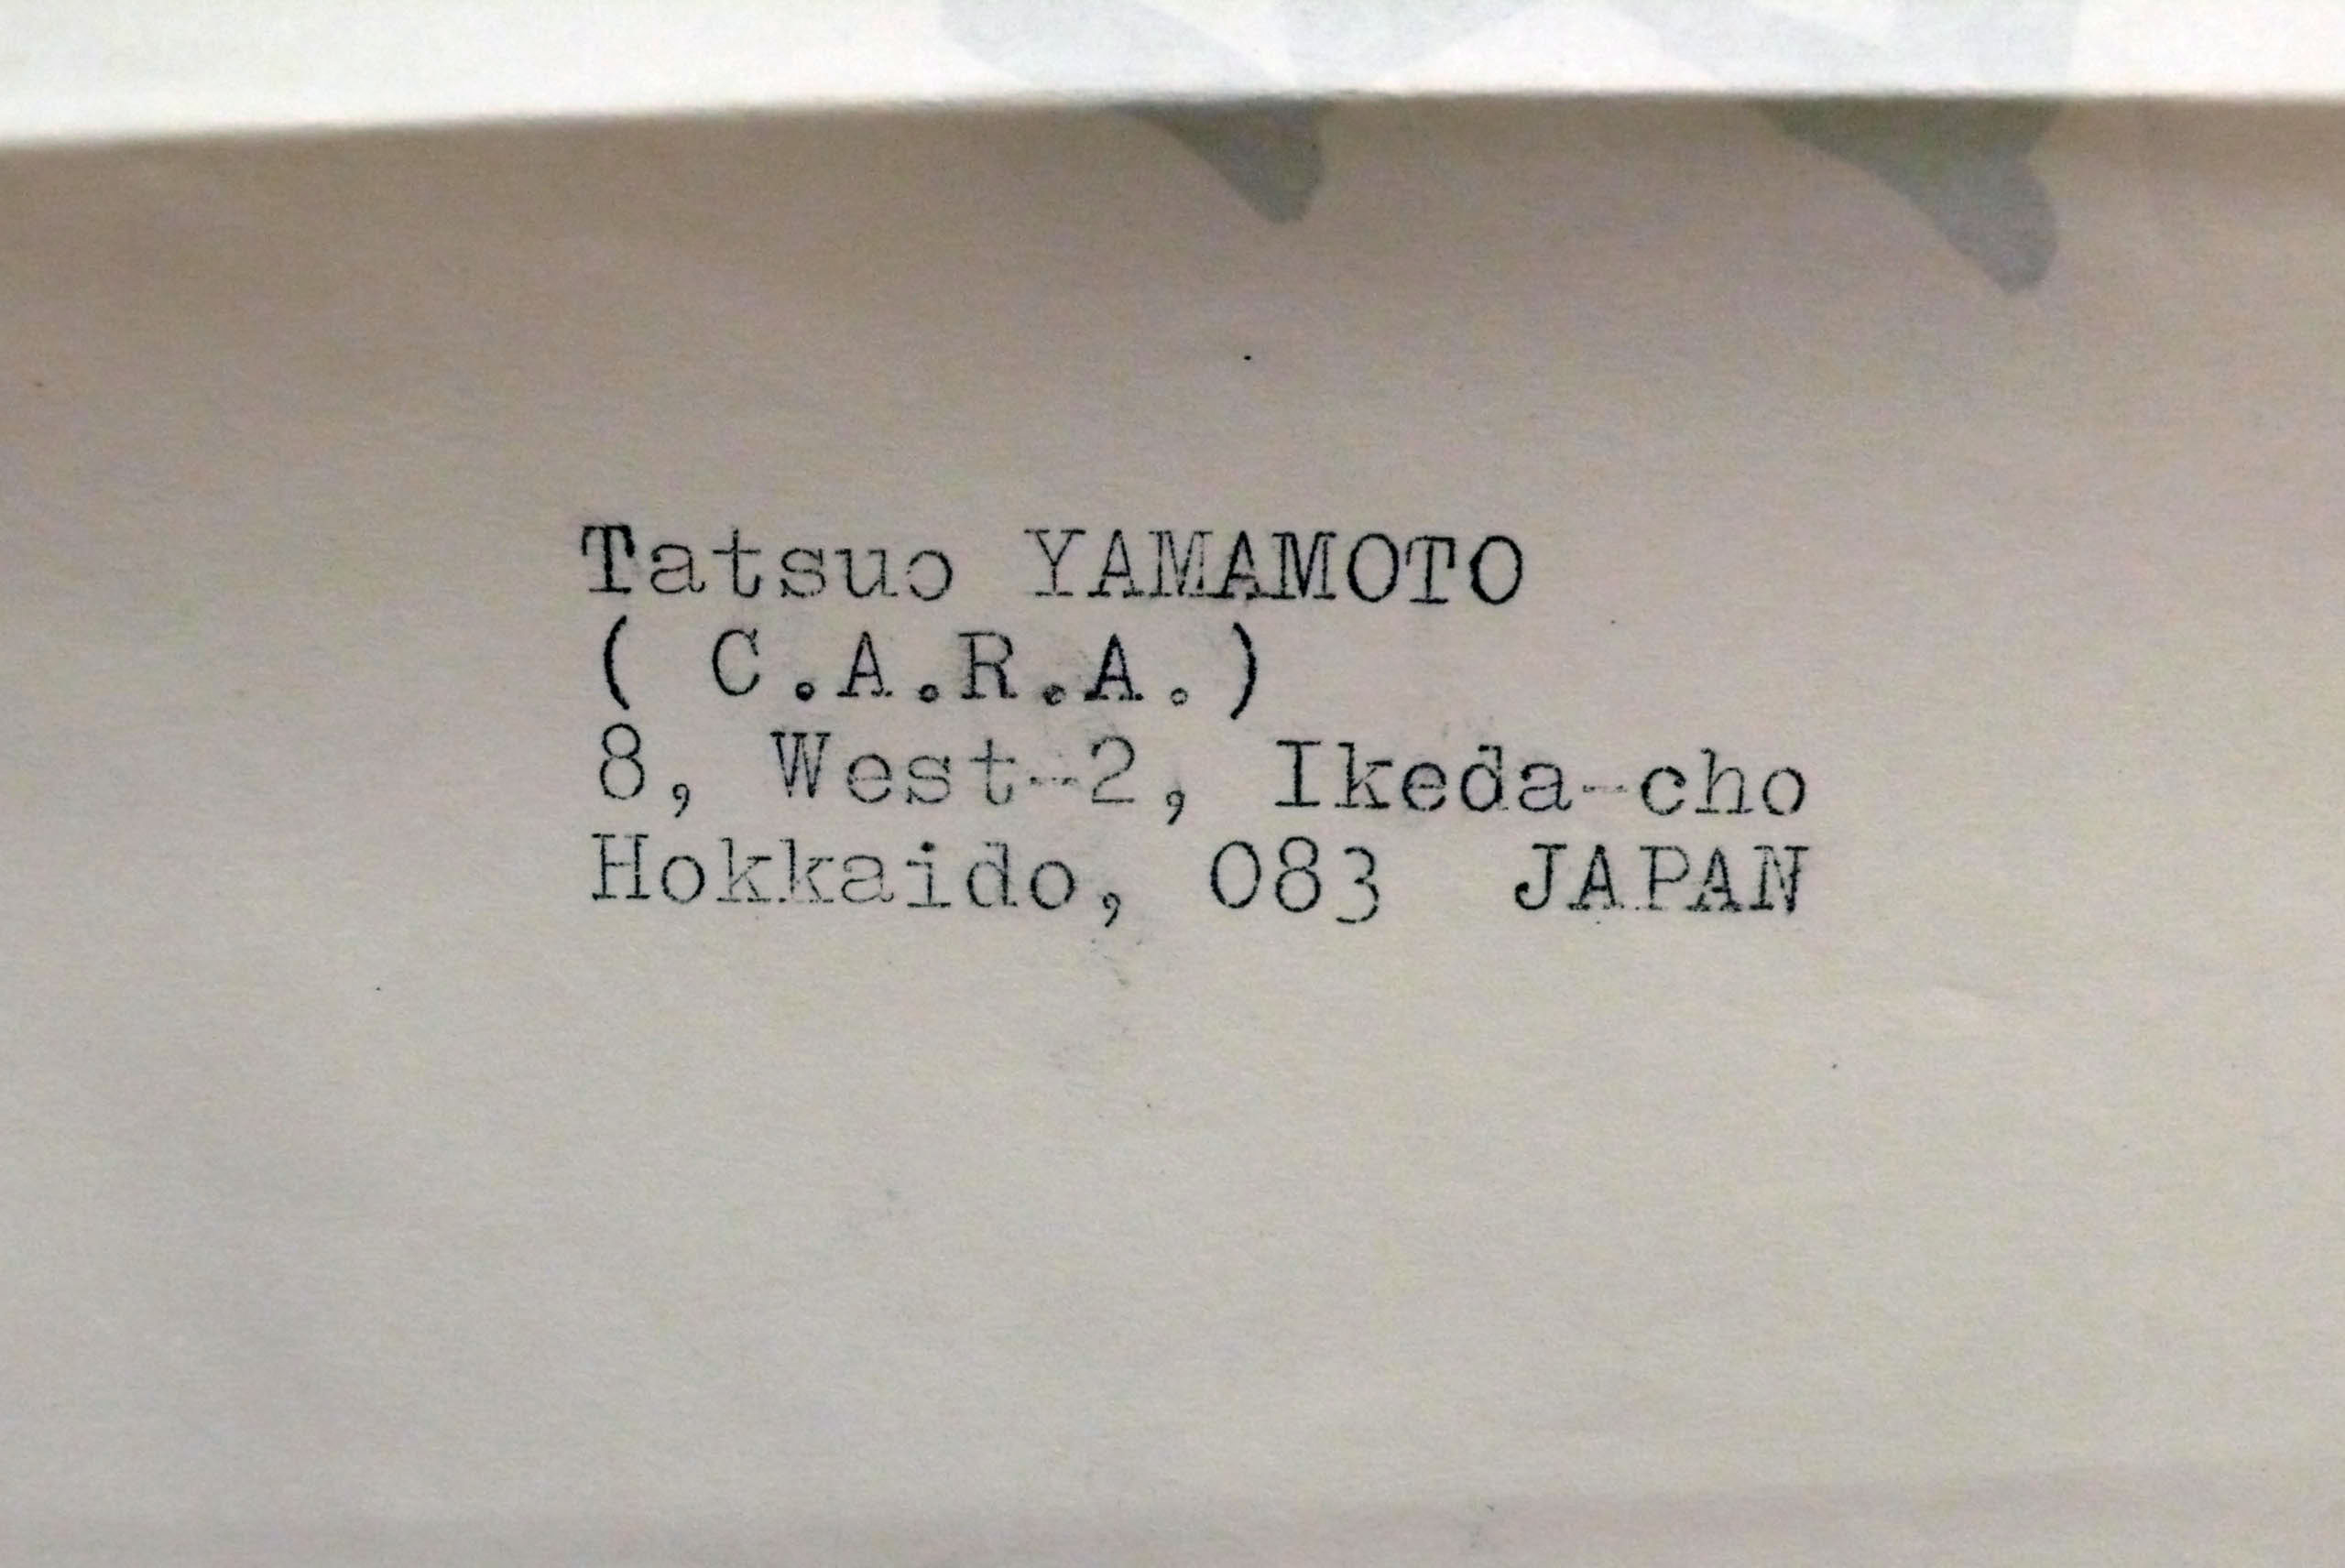 Tatsuo YAMAMOTO
( C.A.R.A.)
8, West-2, Ikeda-cho
Hokkaido, 083  JAPAN